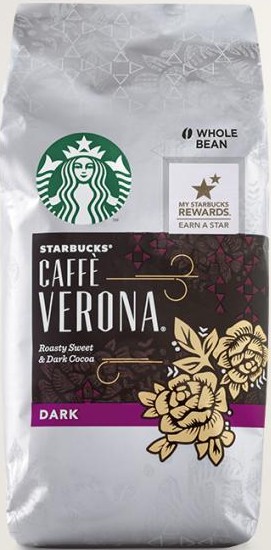 WHOLE
BEAN
MY STARBUCKS
REWARDS.
EARN A STAR
STARBUCKS®
CAFFÈ
VERONA®
Roasty Sweet
& Dark Cocoa
DARK